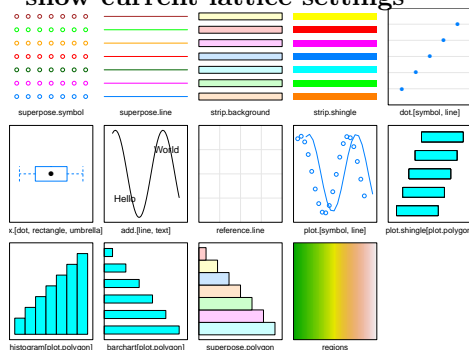 show current lattice settings
superpose.symbol superpose.line strip.background strip.shingle dot.[symbol, line]
World
Hello
x.[dot, rectangle, umbrella] add.[line, text] reference.line plot.[symbol, line] plot.shingle[plot.polygon
histogram[plot.polygon] barchart[plot.polygon] superpose.polygon regions